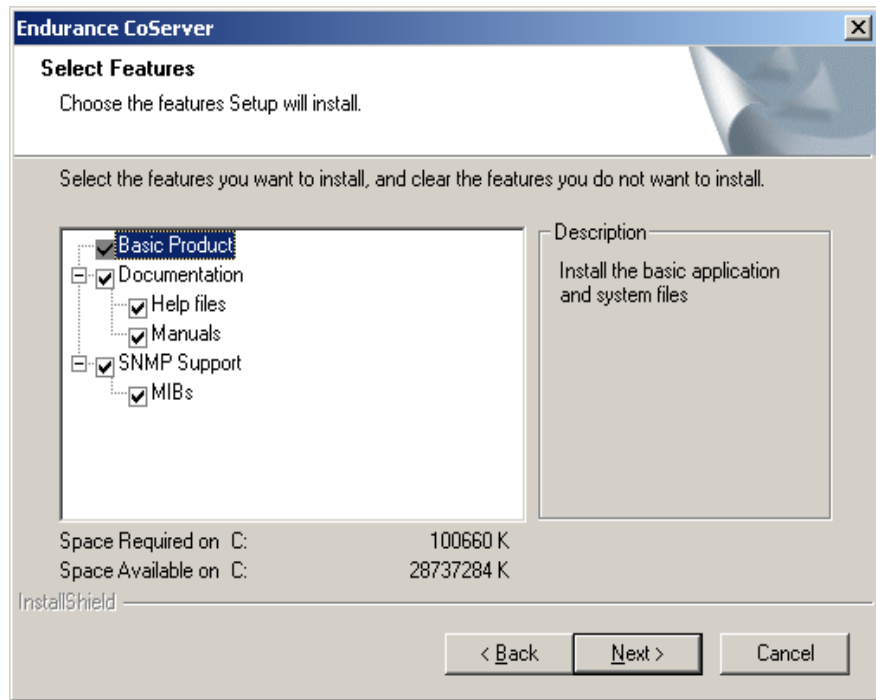 Endurance CoServer
Select Features
Choose the features Setup will install.
Select the features you want to install, and clear the features you do not want to install.
Basic Product
Documentation
Help files
Manuals
SNMP Support
MIBs
Description
Install the basic application
and system files
Space Required on C: 100660 K
Space Available on C: 28737284 K
InstallShield
< Back
Next >
Cancel